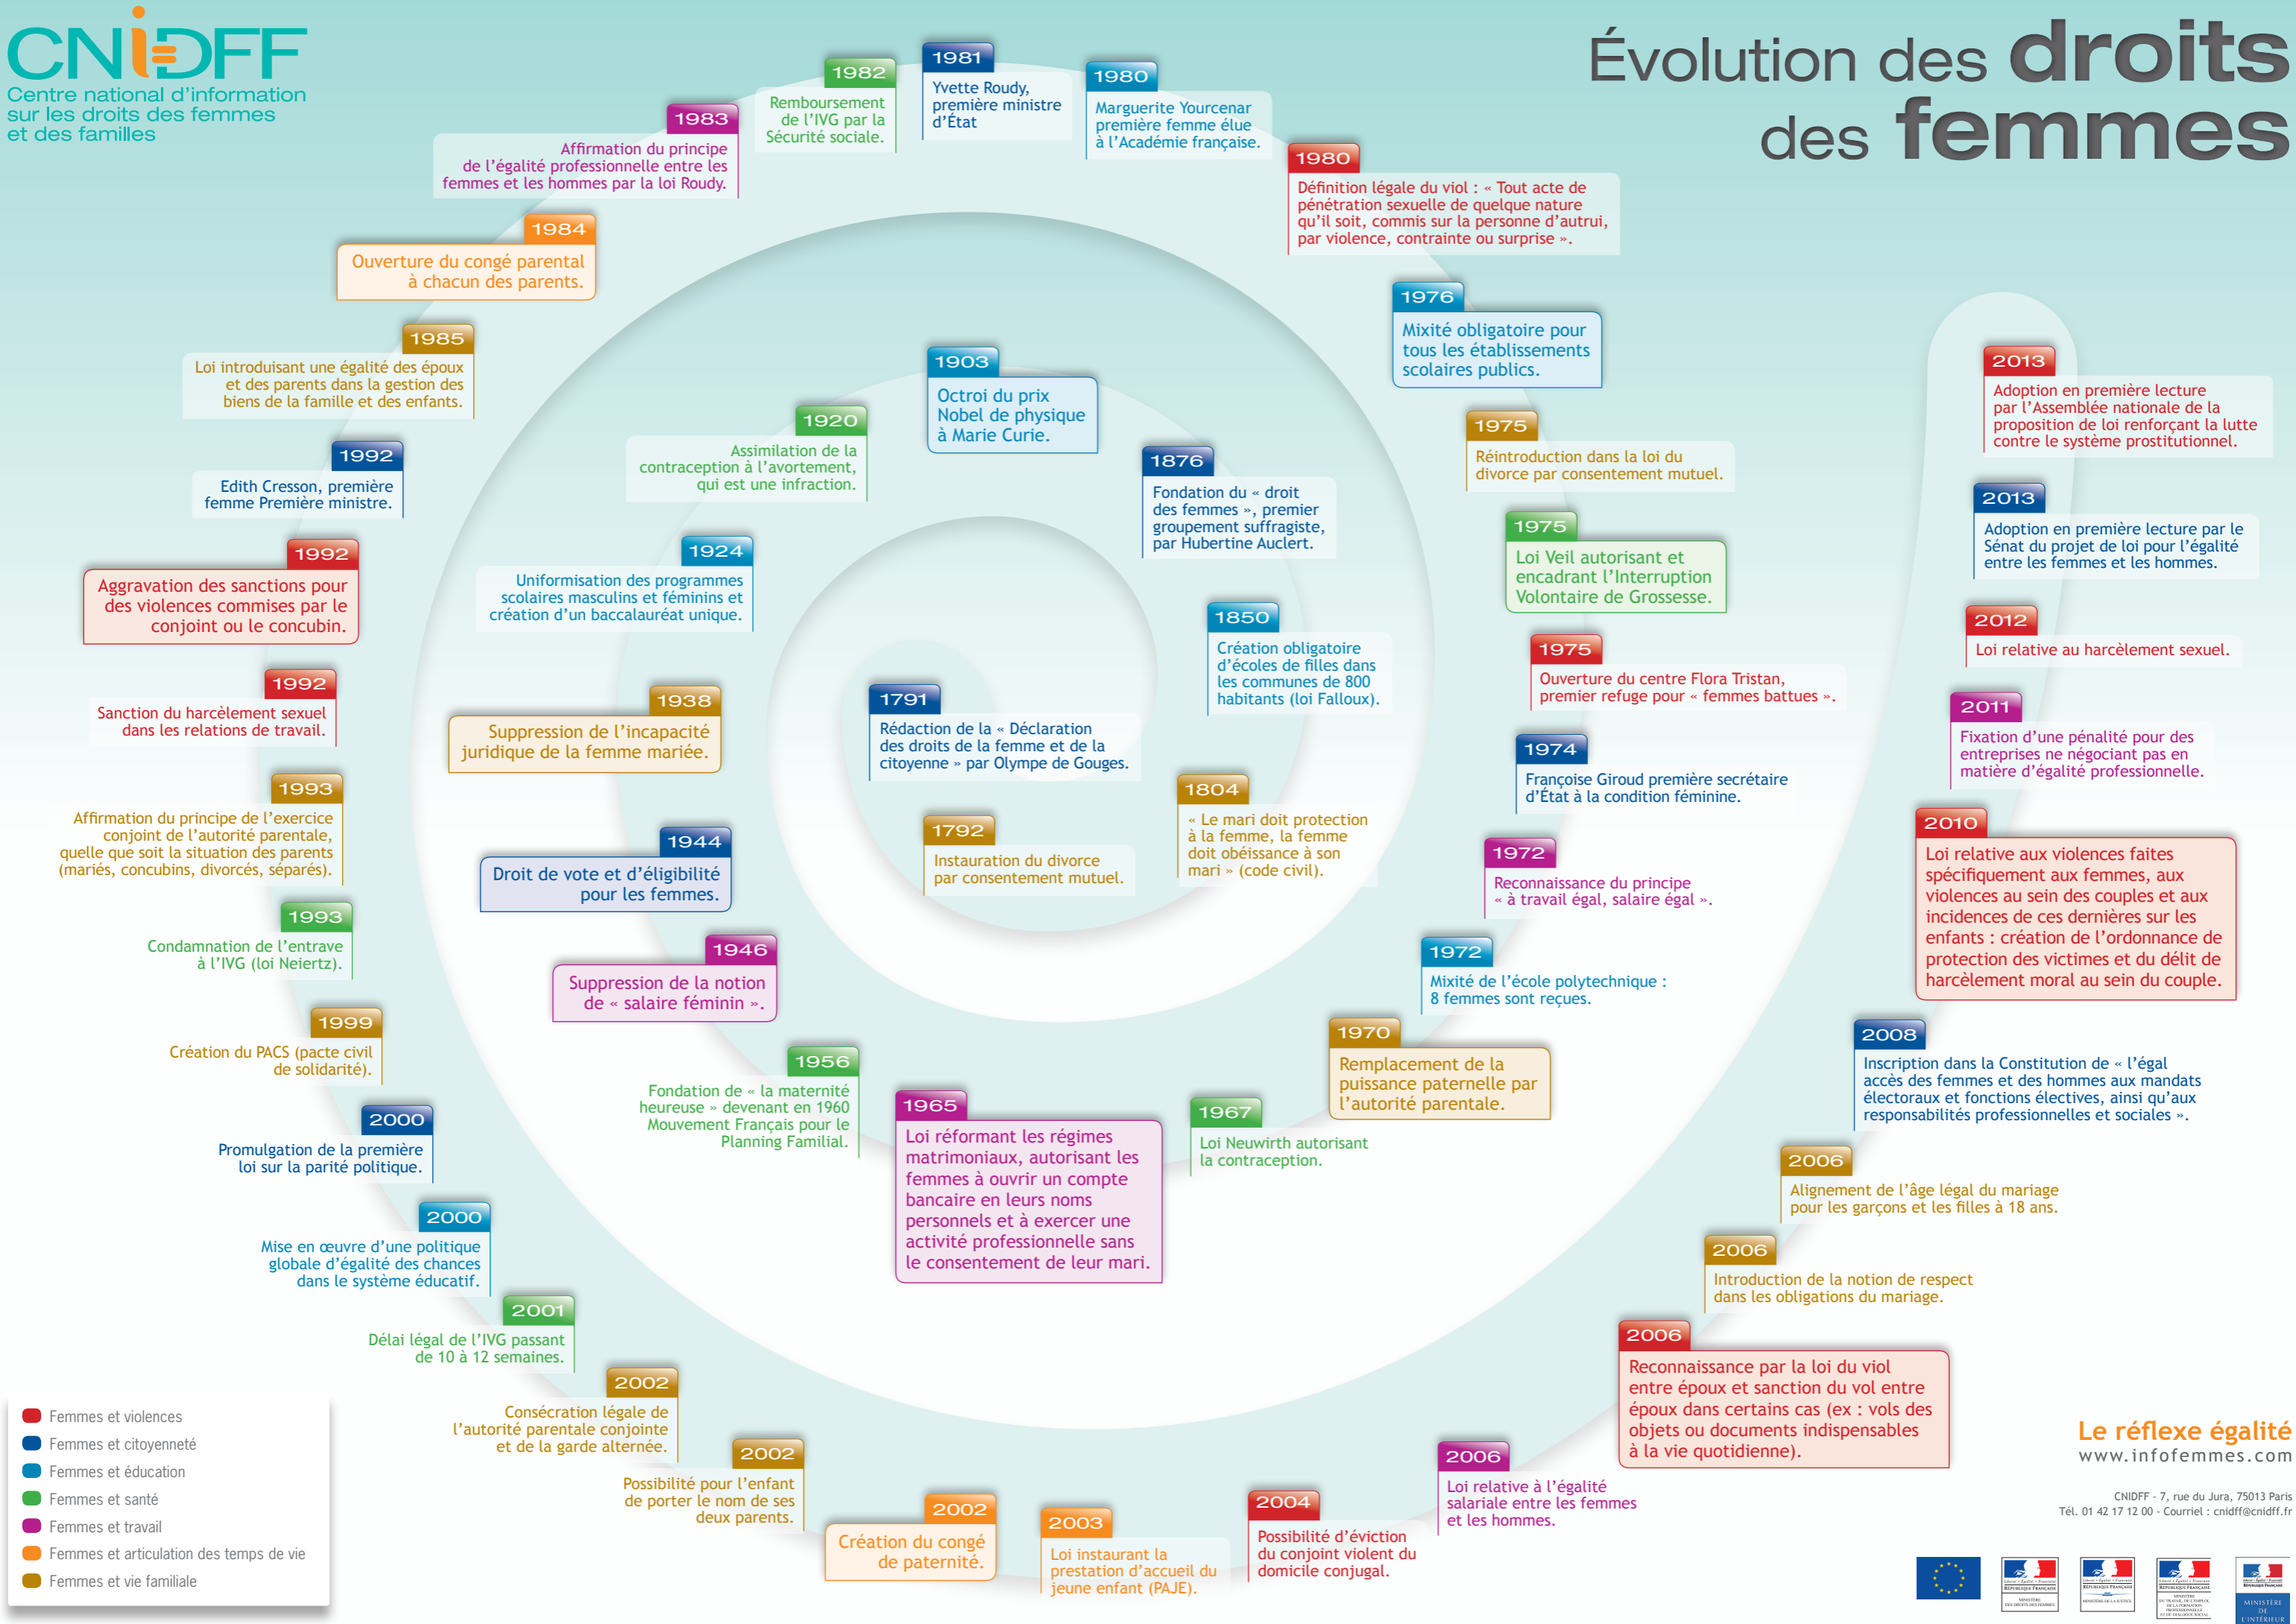 CNIDFF
Centre national d'information
sur les droits des femmes
et des familles
Évolution des droits
des femmes
1791
Rédaction de la « Déclaration
des droits de la femme et de la
citoyenne » par Olympe de Gouges.
1792
Instauration du divorce
par consentement mutuel.
1804
« Le mari doit protection
à la femme, la femme
doit obéissance à son
mari » (code civil).
1850
Création obligatoire
d'écoles de filles dans
les communes de 800
habitants (loi Falloux).
1876
Fondation du « droit
des femmes », premier
groupement suffragiste,
par Hubertine Auclert.
1903
Octroi du prix
Nobel de physique
à Marie Curie.
1920
Assimilation de la
contraception à l'avortement,
qui est une infraction.
1924
Uniformisation des programmes
scolaires masculins et féminins et
création d'un baccalauréat unique.
1938
Suppression de l'incapacité
juridique de la femme mariée.
1944
Droit de vote et d'éligibilité
pour les femmes.
1946
Suppression de la notion
de « salaire féminin ».
1956
Fondation de « la maternité
heureuse » devenant en 1960
Mouvement Français pour le
Planning Familial.
1965
Loi réformant les régimes
matrimoniaux, autorisant les
femmes à ouvrir un compte
bancaire en leurs noms
personnels et à exercer une
activité professionnelle sans
le consentement de leur mari.
1967
Loi Neuwirth autorisant
la contraception.
1970
Remplacement de la
puissance paternelle par
l'autorité parentale.
1972
Mixité de l'école polytechnique :
8 femmes sont reçues.
1972
Reconnaissance du principe
« à travail égal, salaire égal ».
1974
Françoise Giroud première secrétaire
d'État à la condition féminine.
1975
Ouverture du centre Flora Tristan,
premier refuge pour « femmes battues ».
1975
Loi Veil autorisant et
encadrant l'Interruption
Volontaire de Grossesse.
1975
Réintroduction dans la loi du
divorce par consentement mutuel.
1976
Mixité obligatoire pour
tous les établissements
scolaires publics.
1980
Définition légale du viol : « Tout acte de
pénétration sexuelle de quelque nature
qu'il soit, commis sur la personne d'autrui,
par violence, contrainte ou surprise ».
1980
Marguerite Yourcenar
première femme élue
à l'Académie française.
1981
Yvette Roudy,
première ministre
d'État
1982
Remboursement
de l'IVG par la
Sécurité sociale.
1983
Affirmation du principe
de l'égalité professionnelle entre les
femmes et les hommes par la loi Roudy.
1984
Ouverture du congé parental
à chacun des parents.
1985
Loi introduisant une égalité des époux
et des parents dans la gestion des
biens de la famille et des enfants.
1992
Edith Cresson, première
femme Première ministre.
1992
Aggravation des sanctions pour
des violences commises par le
conjoint ou le concubin.
1992
Sanction du harcèlement sexuel
dans les relations de travail.
1993
Affirmation du principe de l'exercice
conjoint de l'autorité parentale,
quelle que soit la situation des parents
(mariés, concubins, divorcés, séparés).
1993
Condamnation de l'entrave
à l'IVG (loi Neiertz).
1999
Création du PACS (pacte civil
de solidarité).
2000
Promulgation de la première
loi sur la parité politique.
2000
Mise en œuvre d'une politique
globale d'égalité des chances
dans le système éducatif.
2001
Délai légal de l'IVG passant
de 10 à 12 semaines.
2002
Consécration légale de
l'autorité parentale conjointe
et de la garde alternée.
2002
Possibilité pour l'enfant
de porter le nom de ses
deux parents.
2002
Création du congé
de paternité.
2003
Loi instaurant la
prestation d'accueil du
jeune enfant (PAJE).
2004
Possibilité d'éviction
du conjoint violent du
domicile conjugal.
2006
Loi relative à l'égalité
salariale entre les femmes
et les hommes.
2006
Reconnaissance par la loi du viol
entre époux et sanction du vol entre
époux dans certains cas (ex : vols des
objets ou documents indispensables
à la vie quotidienne).
2006
Introduction de la notion de respect
dans les obligations du mariage.
2006
Alignement de l'âge légal du mariage
pour les garçons et les filles à 18 ans.
2008
Inscription dans la Constitution de « l'égal
accès des femmes et des hommes aux mandats
électoraux et fonctions électives, ainsi qu'aux
responsabilités professionnelles et sociales ».
2010
Loi relative aux violences faites
spécifiquement aux femmes, aux
violences au sein des couples et aux
incidences de ces dernières sur les
enfants : création de l'ordonnance de
protection des victimes et du délit de
harcèlement moral au sein du couple.
2011
Fixation d'une pénalité pour des
entreprises ne négociant pas en
matière d'égalité professionnelle.
2012
Loi relative au harcèlement sexuel.
2013
Adoption en première lecture par le
Sénat du projet de loi pour l'égalité
entre les femmes et les hommes.
2013
Adoption en première lecture
par l'Assemblée nationale de la
proposition de loi renforçant la lutte
contre le système prostitutionnel.
Femmes et violences
Femmes et citoyenneté
Femmes et éducation
Femmes et santé
Femmes et travail
Femmes et articulation des temps de vie
Femmes et vie familiale
Le réflexe égalité
www.infofemmes.com
CNIDFF - 7, rue du Jura, 75013 Paris
Tél. 01 42 17 12 00 - Courriel : cnidff@cnidff.fr
RÉPUBLIQUE FRANÇAISE
MINISTÈRE
DES DROITS DES FEMMES
RÉPUBLIQUE FRANÇAISE
MINISTÈRE DE LA JUSTICE
RÉPUBLIQUE FRANÇAISE
RÉPUBLIQUE FRANÇAISE
MINISTÈRE
DE
L'INTÉRIEUR